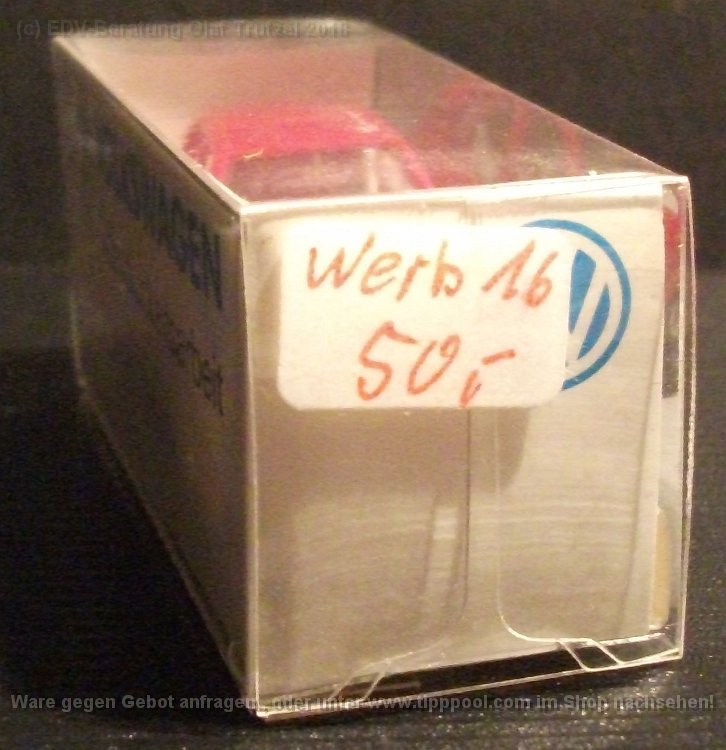 (c) EDV-Beratung Olaf Trutzel 2018
VOLKSWAGEN
Werb 16
50,-
Ware gegen Gebot anfragen, oder unter www.tipppool.com im Shop nachsehen!